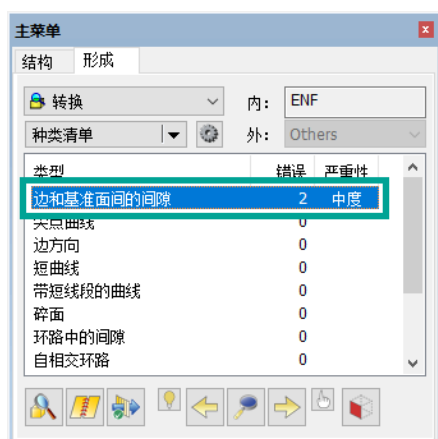 主菜单
结构 形成
转换 内: ENF
种类清单 外: Others
类型 错误 严重性
边和基准面间的间隙 2 中度
尖点曲线 0
边方向 0
短曲线 0
带短线段的曲线 0
碎面 0
环路中的间隙 0
自相交环路 0